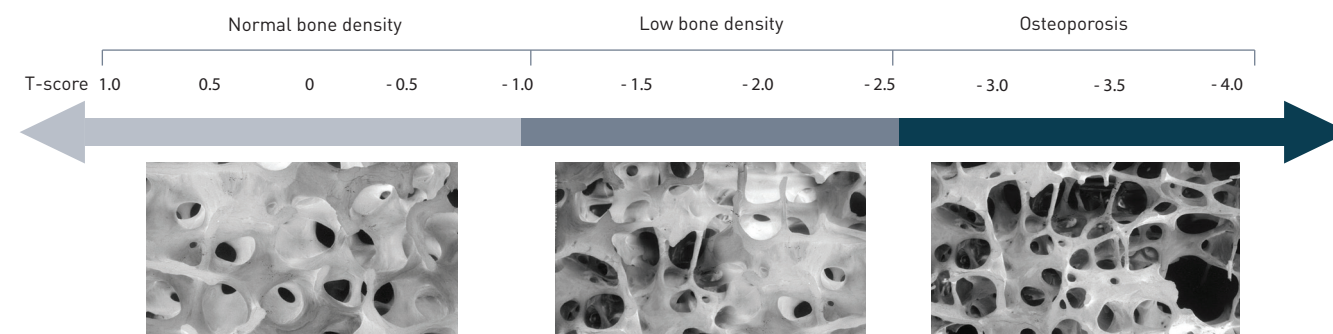 Normal bone density Low bone density Osteoporosis
T-score 1.0 0.5 0 - 0.5 - 1.0 - 1.5 - 2.0 - 2.5 - 3.0 - 3.5 - 4.0